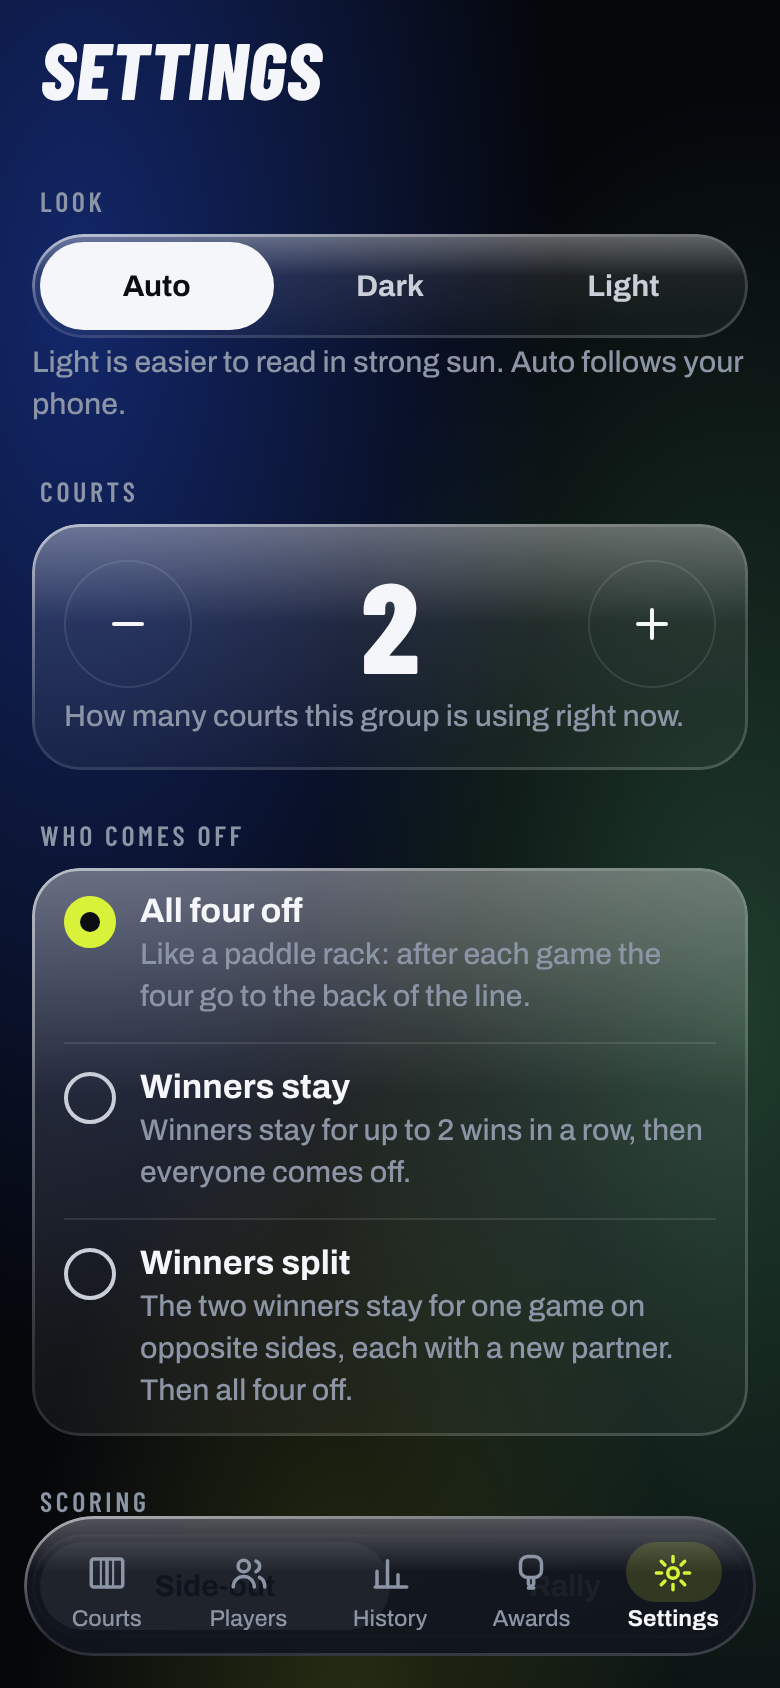 SETTINGS
LOOK
Auto Dark Light
Light is easier to read in strong sun. Auto follows your
phone.
COURTS
2
How many courts this group is using right now.
WHO COMES OFF
All four off
Like a paddle rack: after each game the
four go to the back of the line.
Winners stay
Winners stay for up to 2 wins in a row, then
everyone comes off.
Winners split
The two winners stay for one game on
opposite sides, each with a new partner.
Then all four off.
SCORING
Side-out Rally
Courts Players History Awards Settings